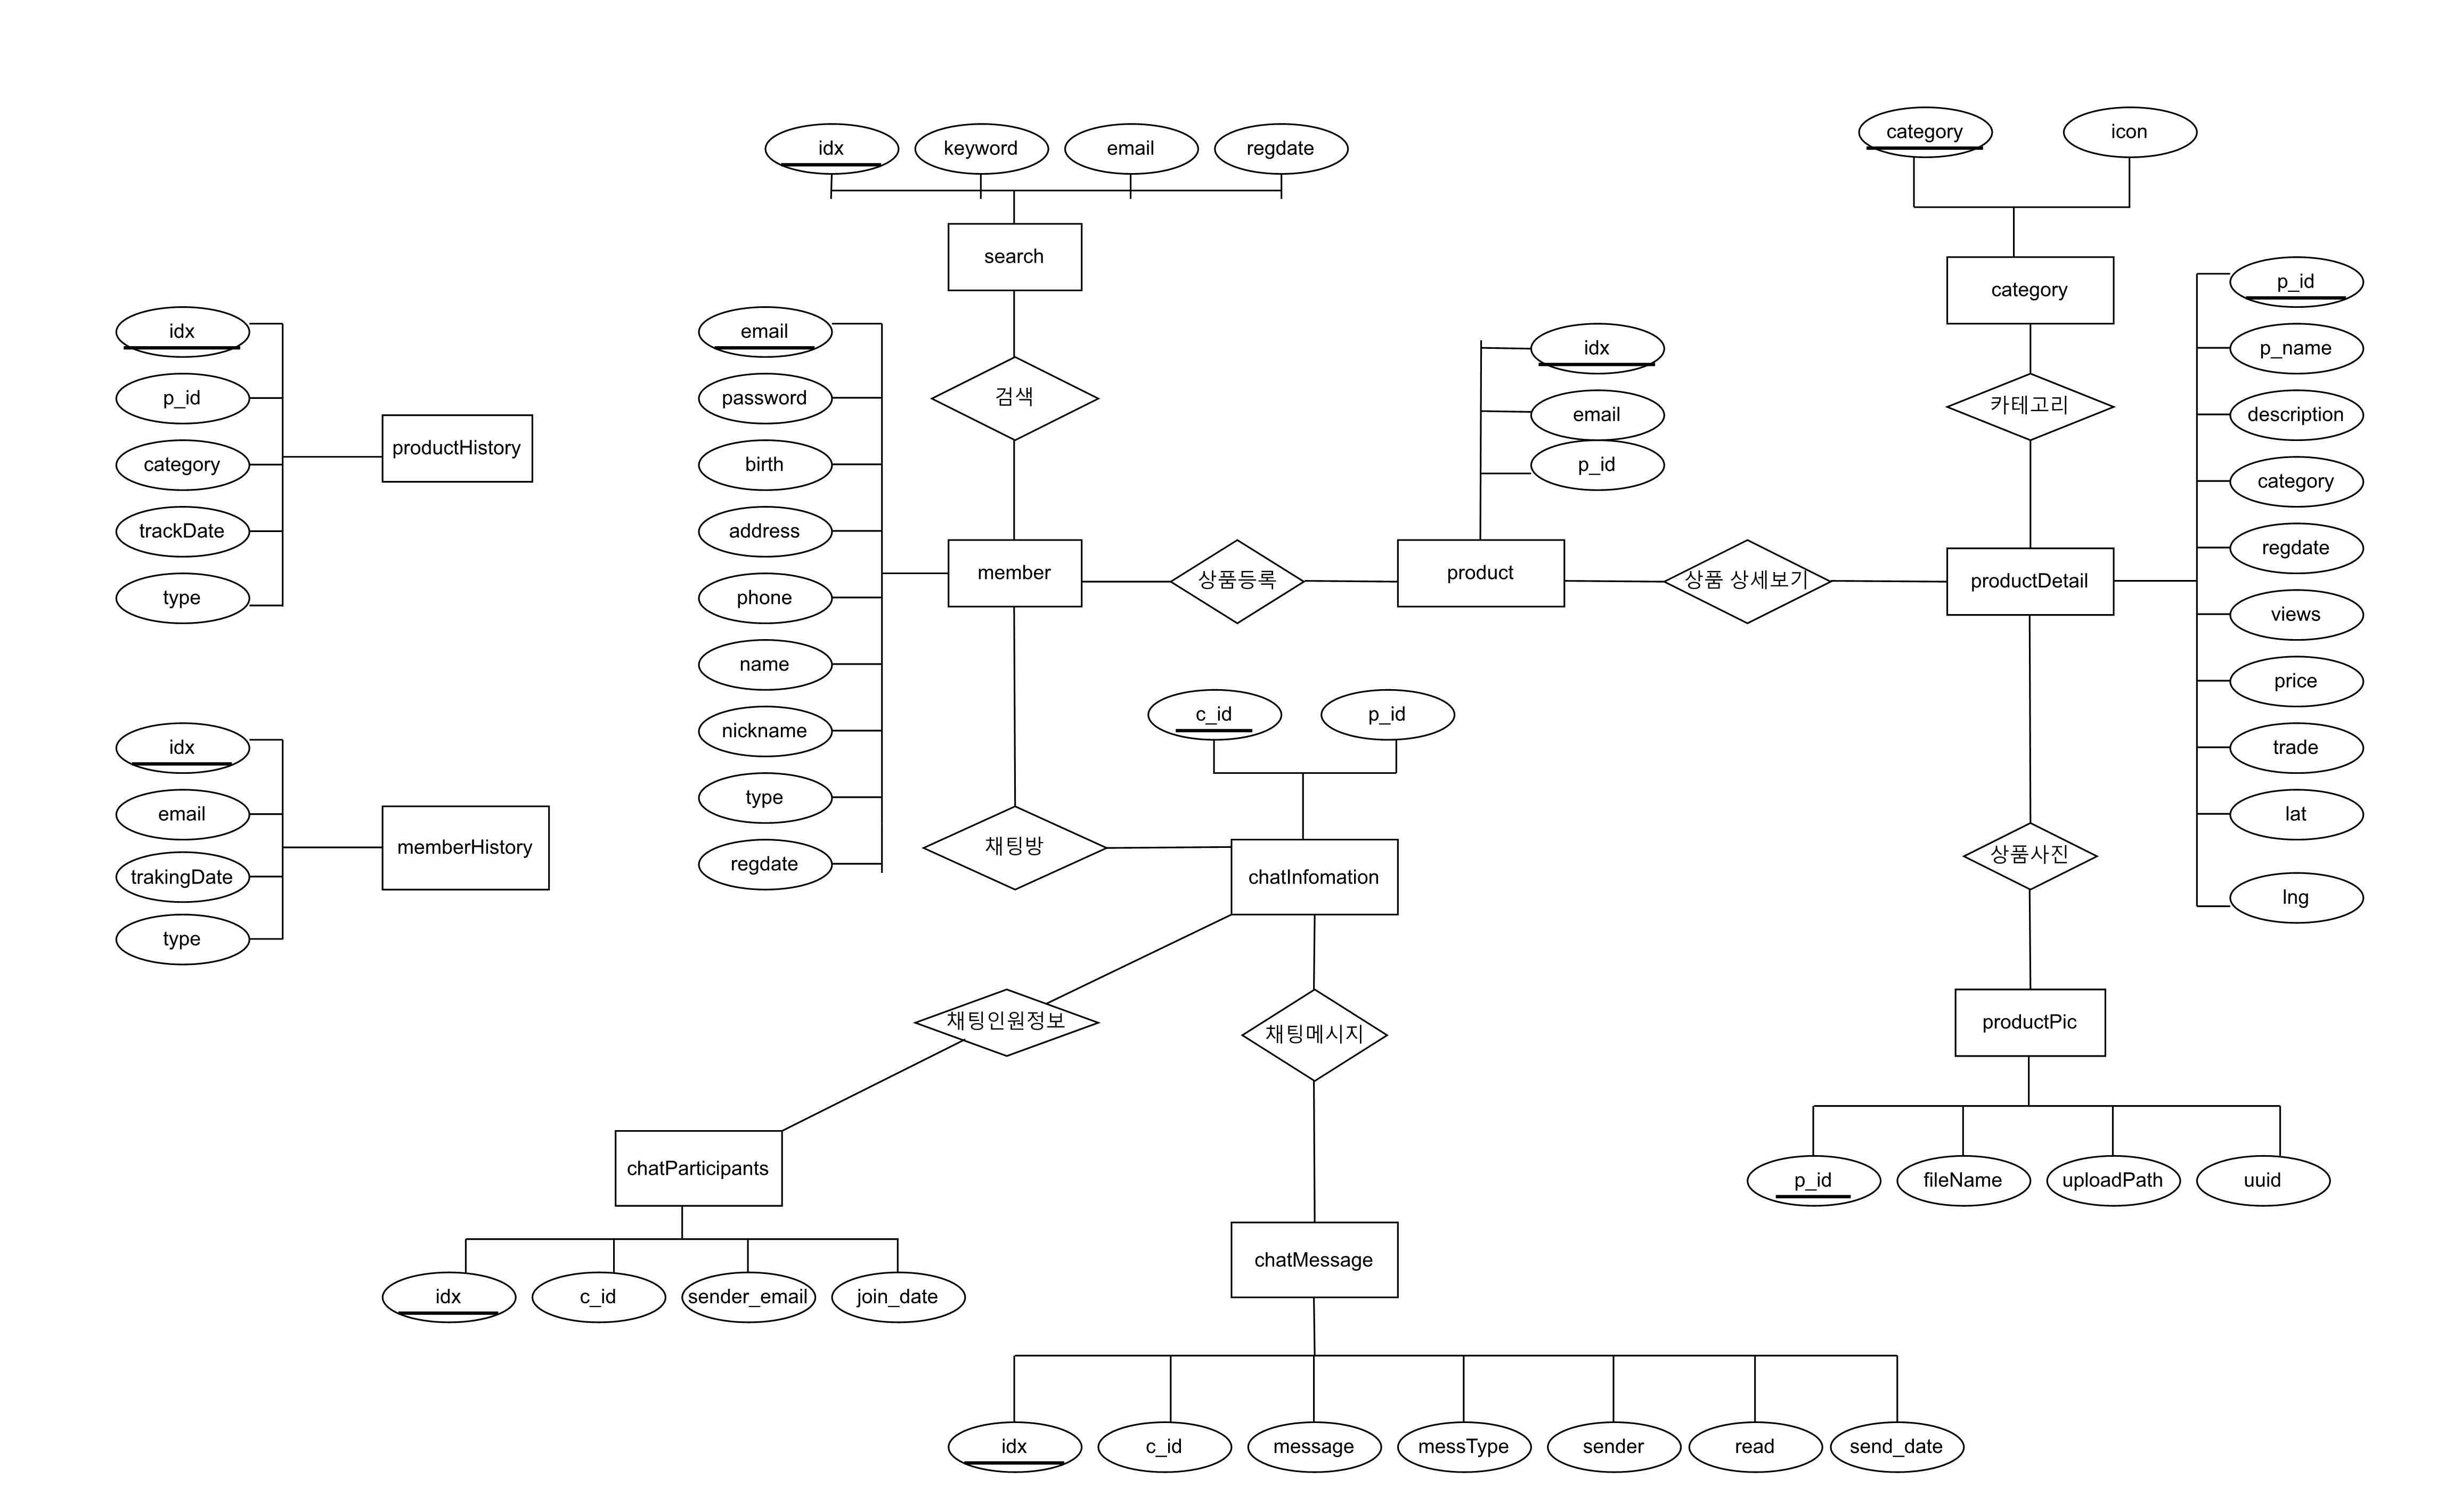 idx
keyword
email
regdate
search
검색
category
icon
category
카테고리
idx
p_id
category
trackDate
type
productHistory
email
password
birth
address
phone
name
nickname
type
regdate
member
상품등록
idx
email
p_id
product
상품 상세보기
productDetail
p_id
p_name
description
category
regdate
views
price
trade
lat
lng
idx
email
trakingDate
type
memberHistory
채팅방
c_id
p_id
chatInfomation
상품사진
productPic
p_id
fileName
uploadPath
uuid
채팅인원정보
채팅메시지
chatParticipants
idx
c_id
sender_email
join_date
chatMessage
idx
c_id
message
messType
sender
read
send_date